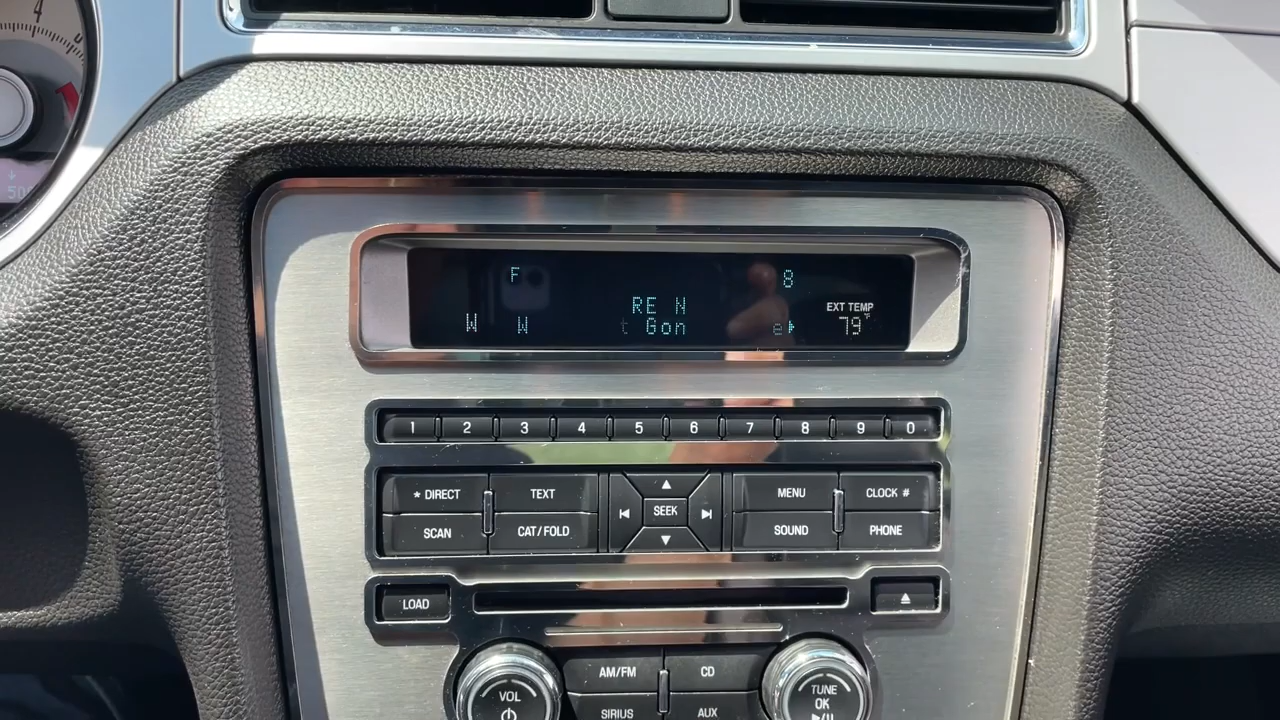 4
F 8
RE N
EXT TEMP
W W t Gon e 79°F
1 2 3 4 5 6 7 8 9 0
* DIRECT TEXT SEEK MENU CLOCK #
SCAN CAT/FOLD SOUND PHONE
LOAD
AM/FM CD
VOL TUNE
OK
SIRIUS AUX